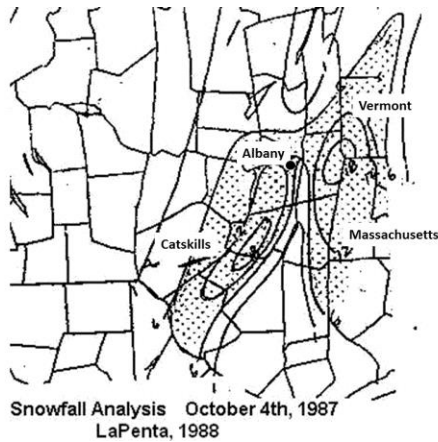 Vermont
Albany
Catskills
Massachusetts
Snowfall Analysis October 4th, 1987
LaPenta, 1988